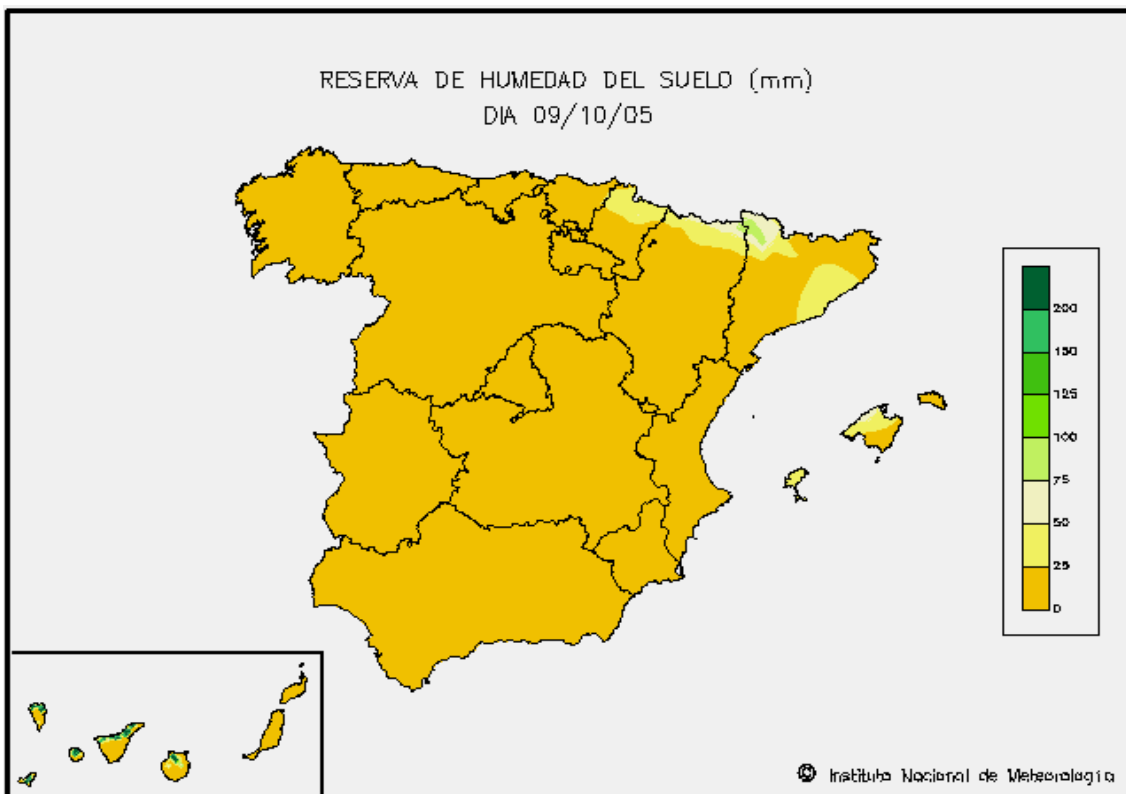 RESERVA DE HUMEDAD DEL SUELO (mm)
DIA 09/10/05
200
150
125
100
75
50
25
0
© Instituto Nacional de Meteorología